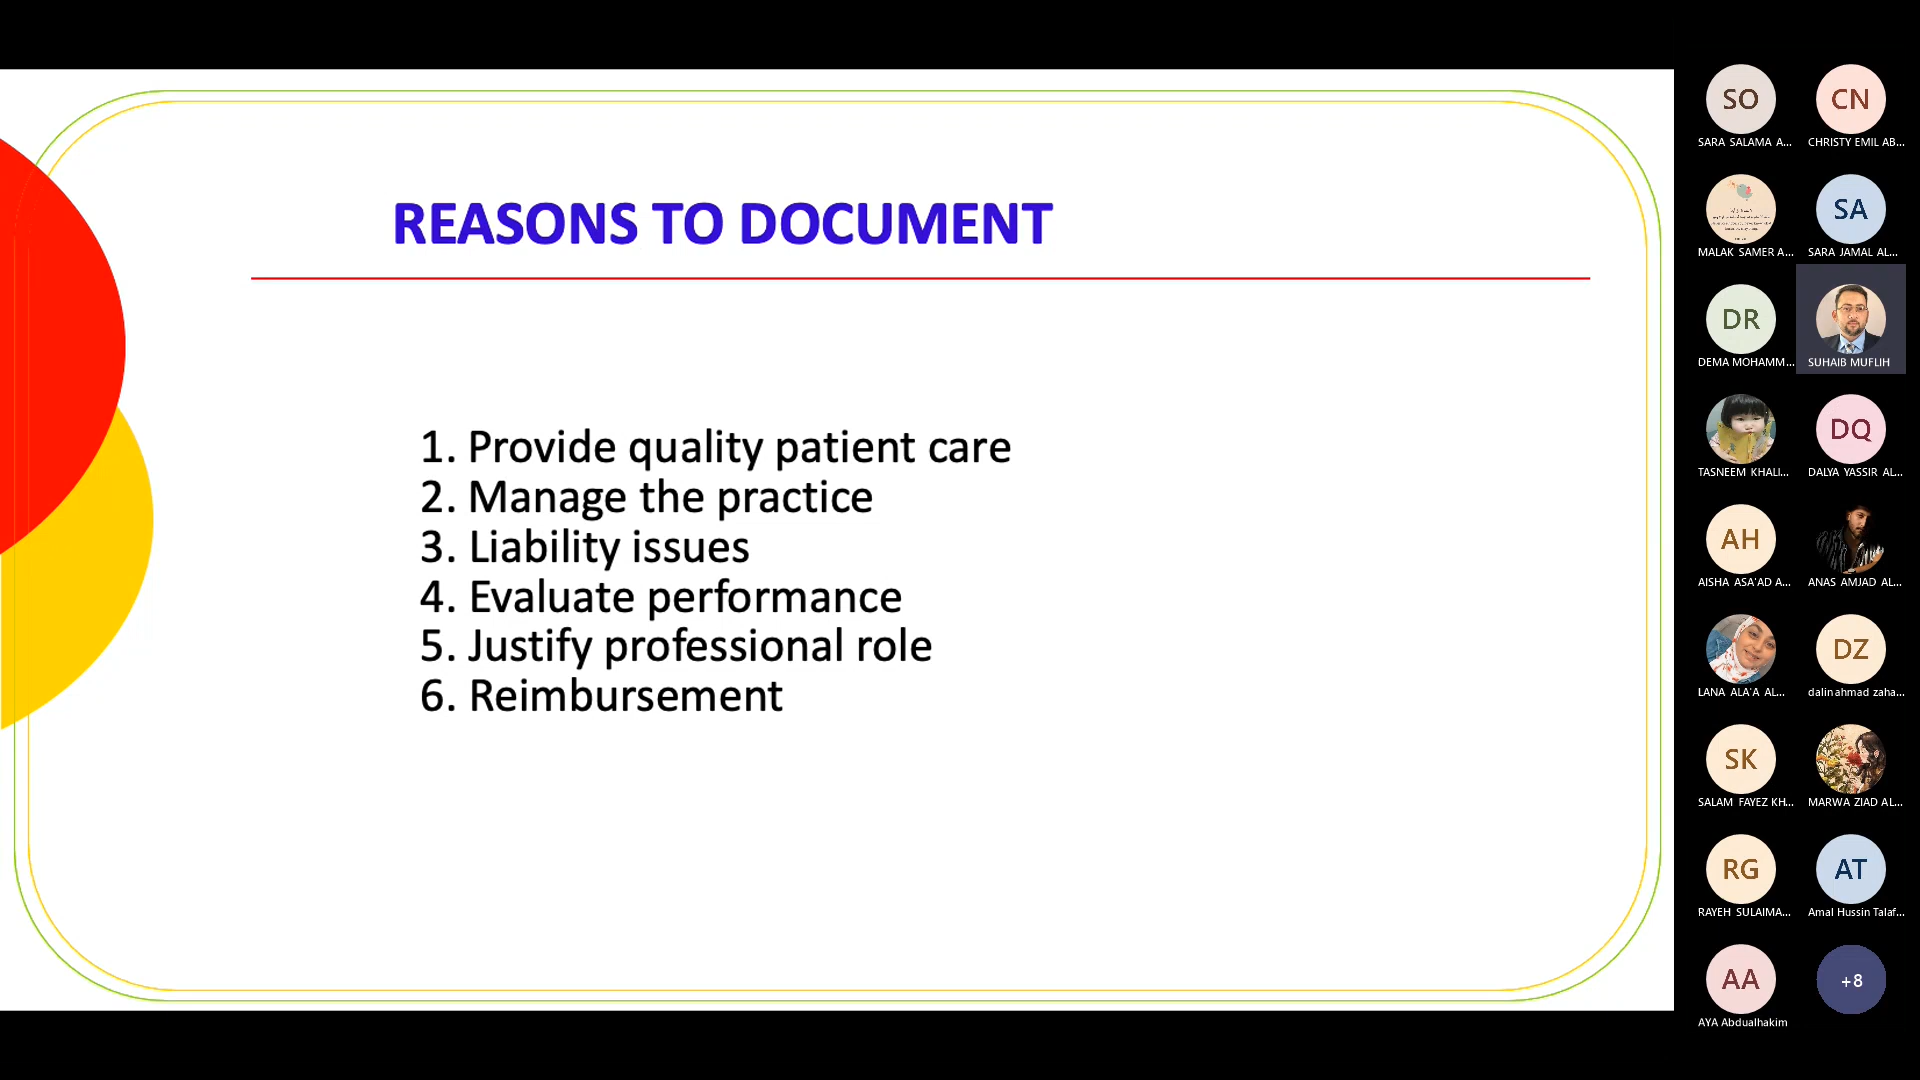 REASONS TO DOCUMENT
1. Provide quality patient care
2. Manage the practice
3. Liability issues
4. Evaluate performance
5. Justify professional role
6. Reimbursement
SO
SARA SALAMA A...
CN
CHRISTY EMIL AB...
MALAK SAMER A...
SA
SARA JAMAL AL...
DR
DEMA MOHAMM...
SUHAIB MUFLIH
TASNEEM KHALI...
DQ
DALYA YASSIR AL...
AH
AISHA ASA'AD A...
ANAS AMJAD AL...
LANA ALA'A AL...
DZ
dalin ahmad zaha...
SK
SALAM FAYEZ KH...
MARWA ZIAD AL...
RG
RAYEH SULAIMA...
AT
Amal Hussin Talaf...
AA
AYA Abdualhakim
+8